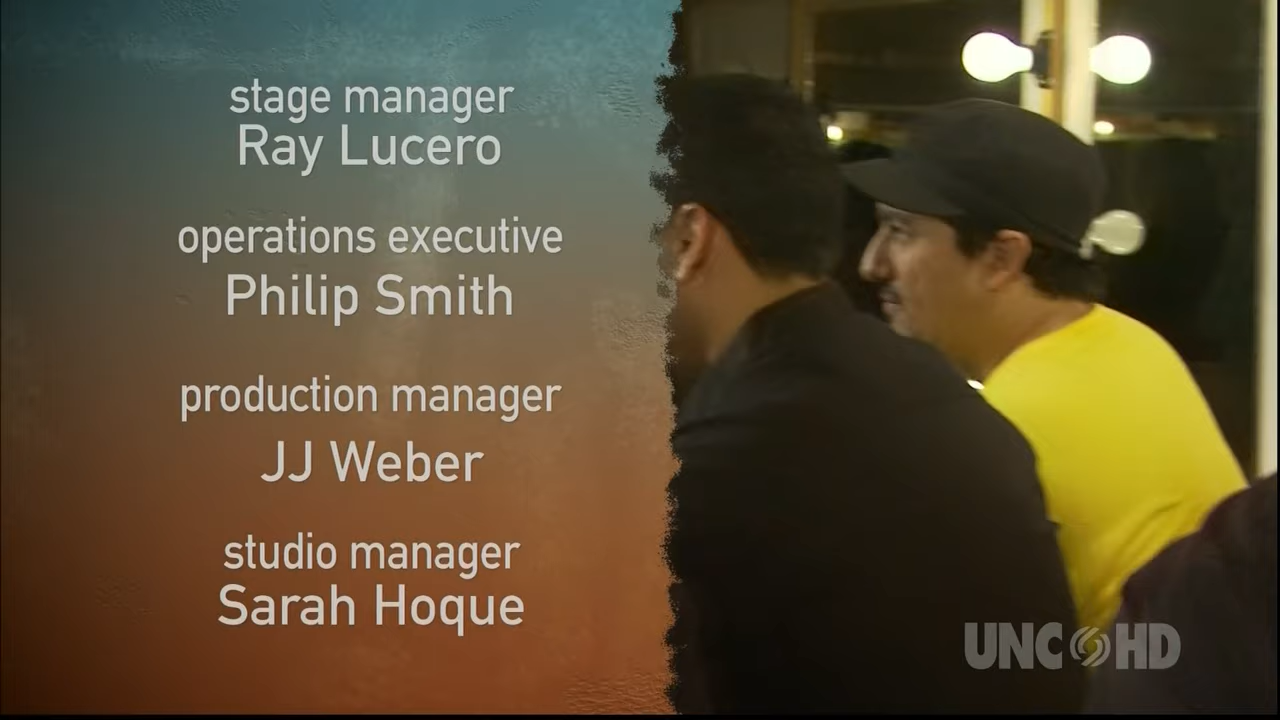 stage manager
Ray Lucero
operations executive
Philip Smith
production manager
JJ Weber
studio manager
Sarah Hoque
UNC HD